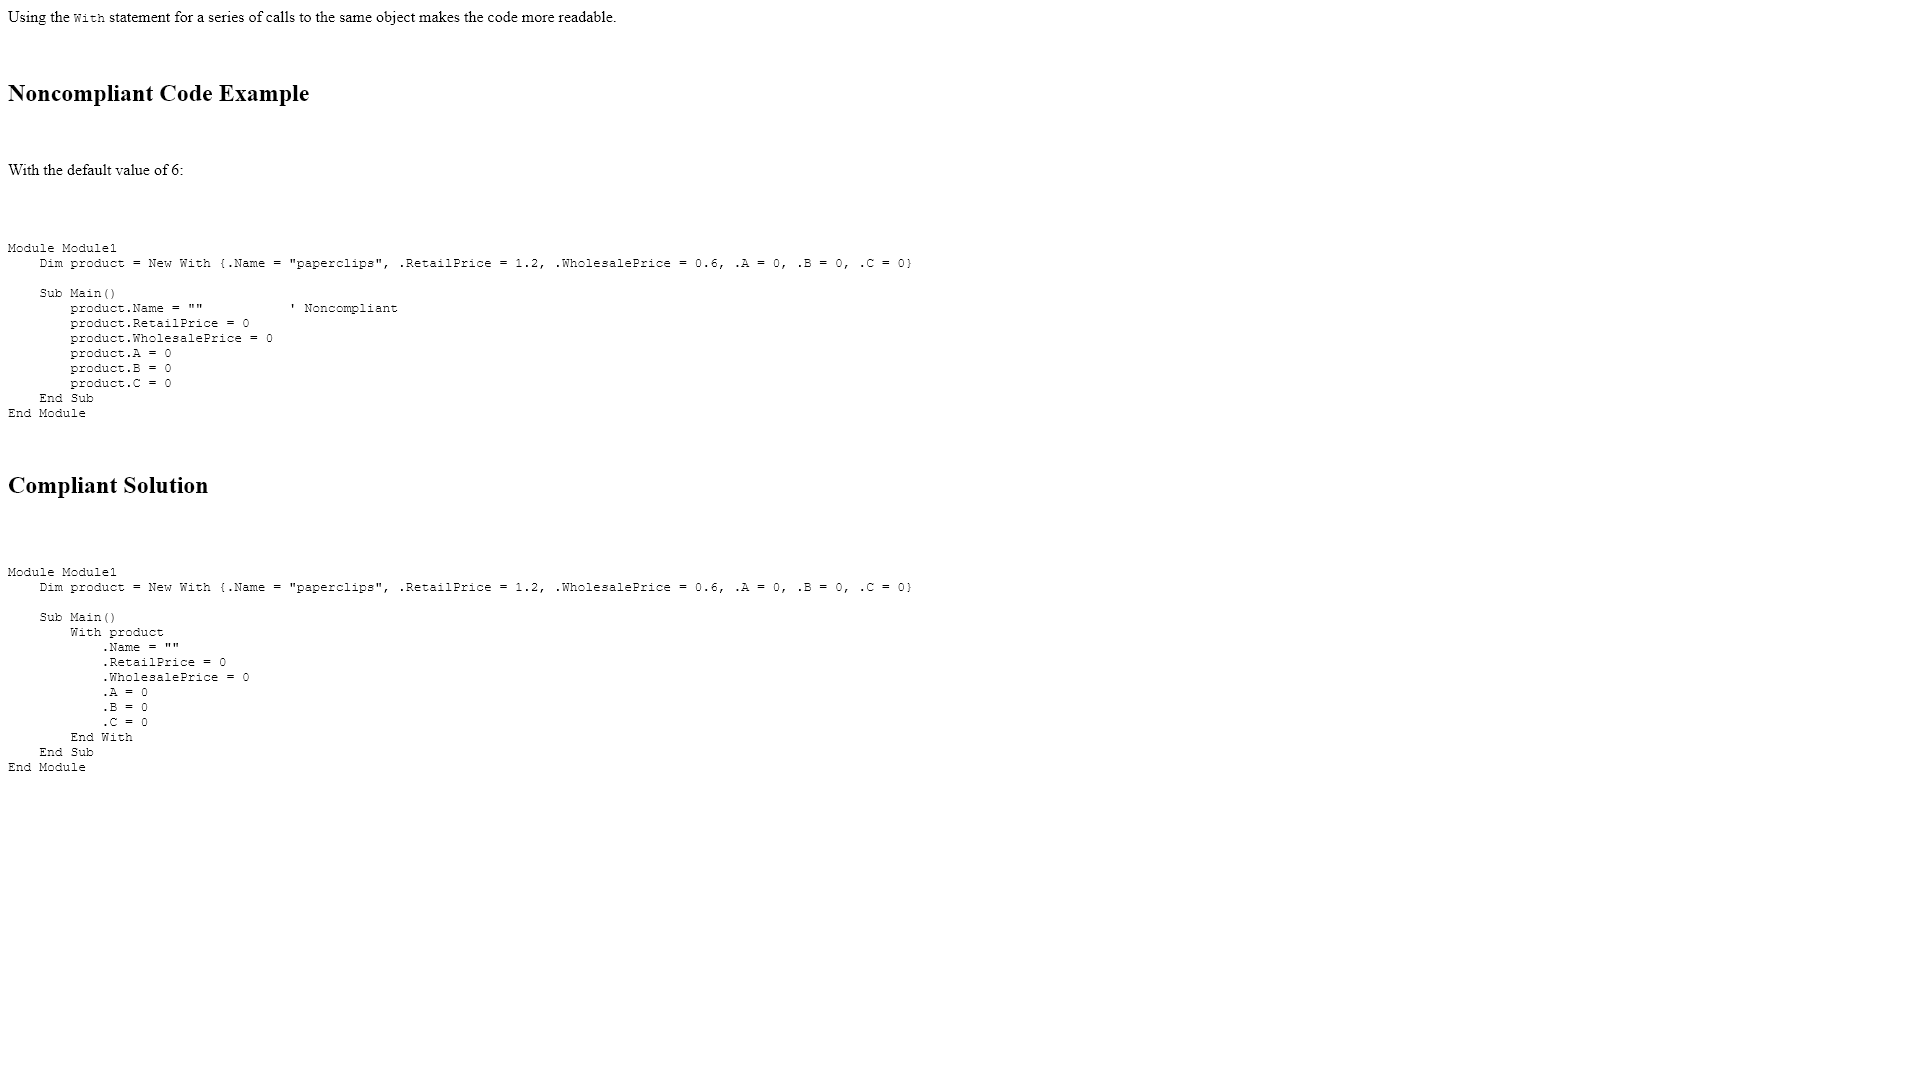 Using the With statement for a series of calls to the same object makes the code more readable.
Noncompliant Code Example
With the default value of 6:
Module Module1
    Dim product = New With {.Name = "paperclips", .RetailPrice = 1.2, .WholesalePrice = 0.6, .A = 0, .B = 0, .C = 0}
    Sub Main()
        product.Name = ""           ' Noncompliant
        product.RetailPrice = 0
        product.WholesalePrice = 0
        product.A = 0
        product.B = 0
        product.C = 0
    End Sub
End Module
Compliant Solution
Module Module1
    Dim product = New With {.Name = "paperclips", .RetailPrice = 1.2, .WholesalePrice = 0.6, .A = 0, .B = 0, .C = 0}
    Sub Main()
        With product
            .Name = ""
            .RetailPrice = 0
            .WholesalePrice = 0
            .A = 0
            .B = 0
            .C = 0
        End With
    End Sub
End Module